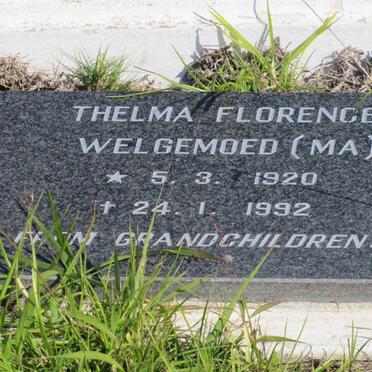 THELMA FLORENCE
WELGEMOED (MA)
★ 5. 3. 1920
✝ 24. 1. 1992
GRANDCHILDREN.